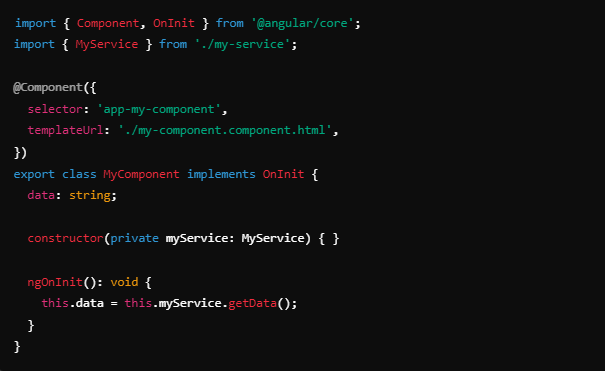 import { Component, OnInit } from '@angular/core';
import { MyService } from './my-service';
@Component({
  selector: 'app-my-component',
  templateUrl: './my-component.component.html',
})
export class MyComponent implements OnInit {
  data: string;
  constructor(private myService: MyService) { }
  ngOnInit(): void {
    this.data = this.myService.getData();
  }
}